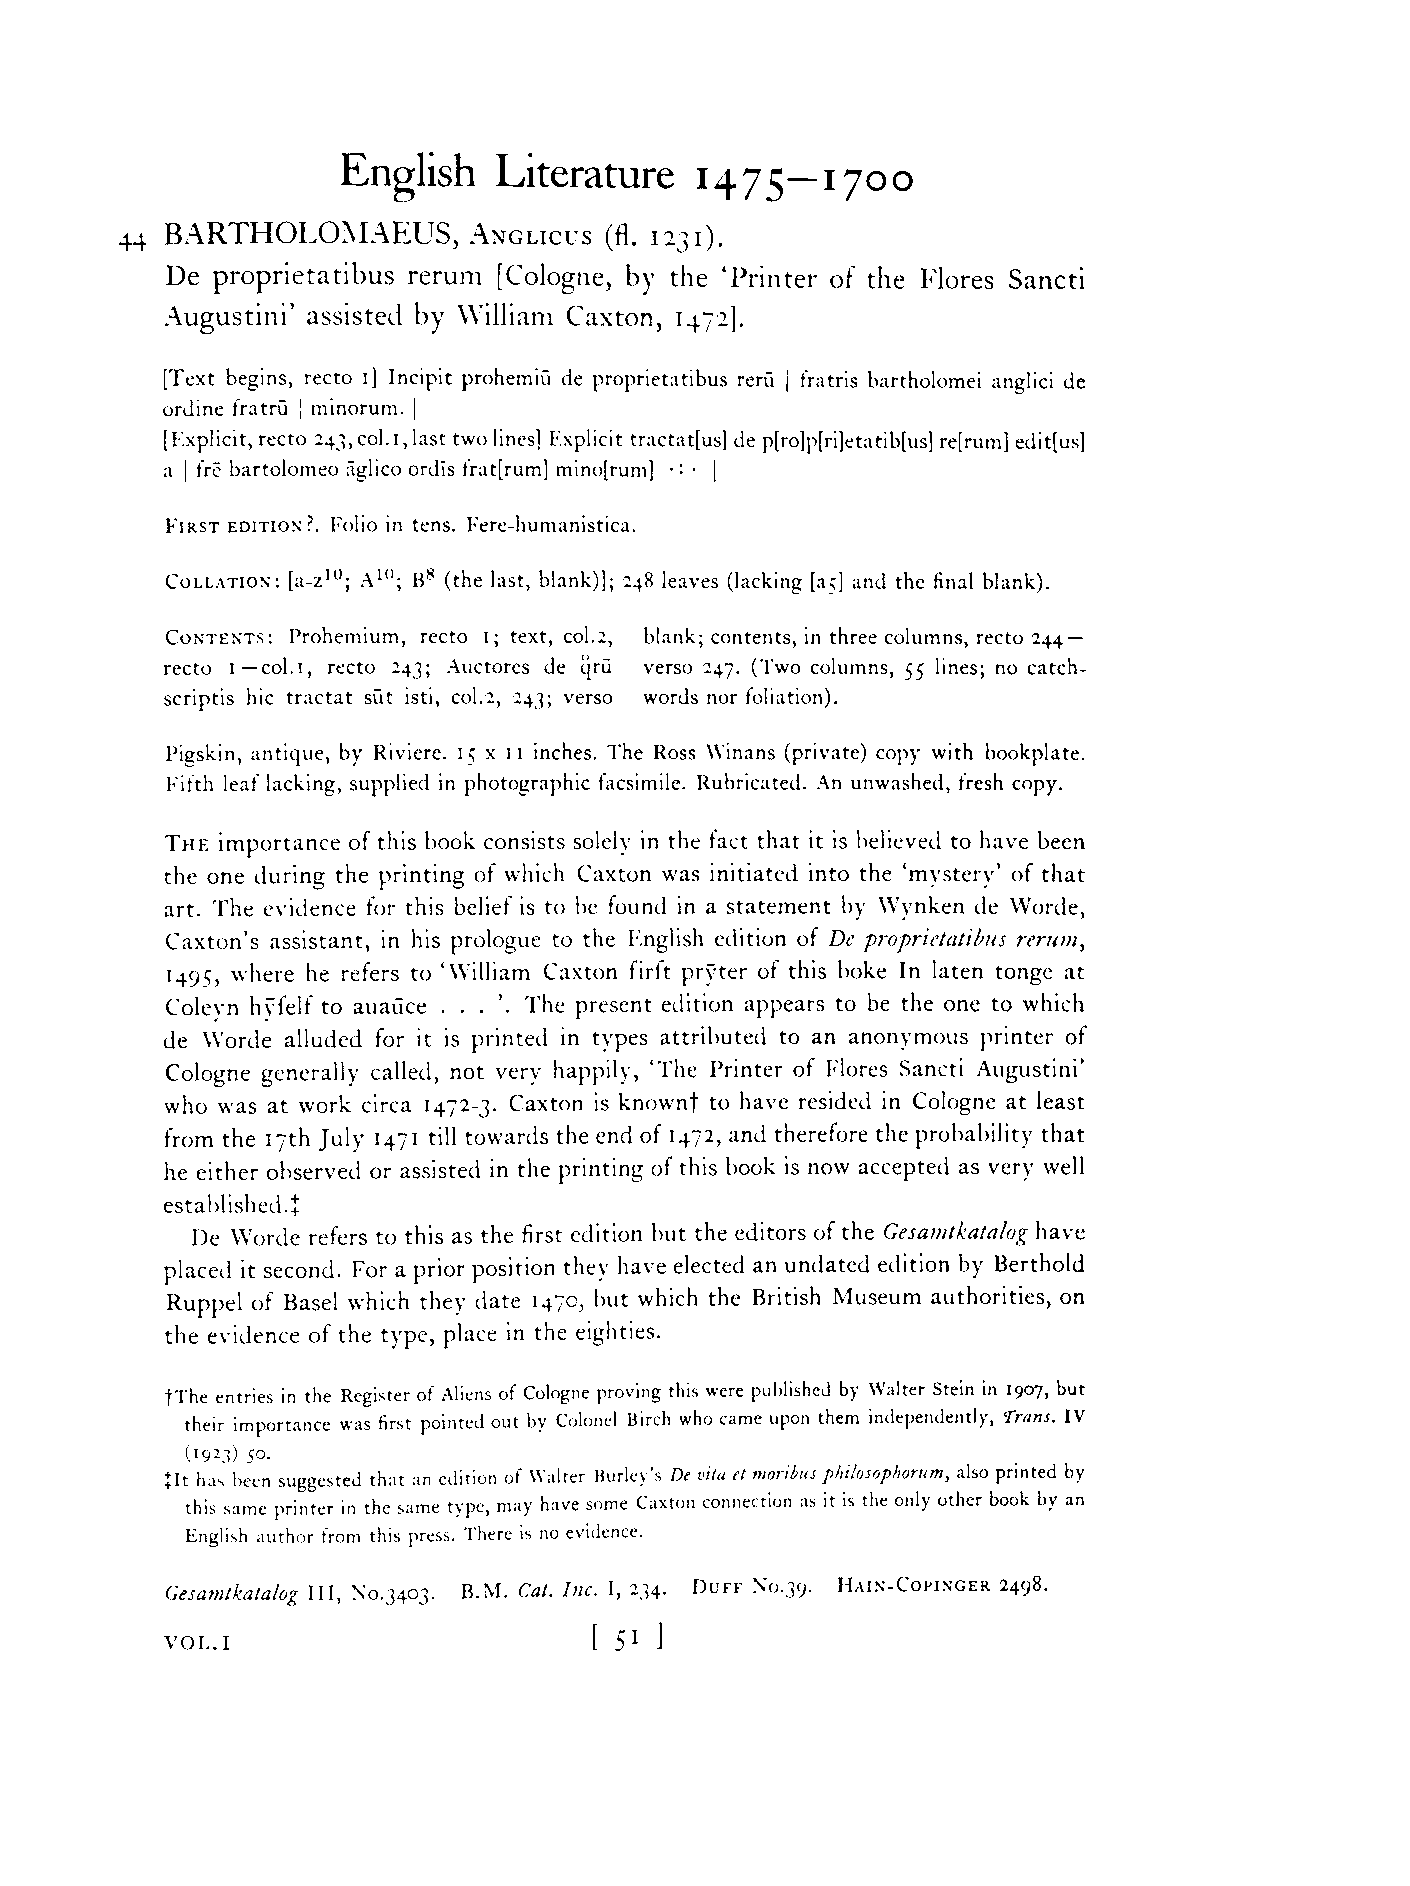 English Literature 1475—1700
44 BARTHOLOMAEUS, ANGLICUS (fl. 1231).
De proprietatibus rerum [Cologne, by the ‘Printer of the Flores Sancti
Augustini’ assisted by William Caxton, 1472].
[Text begins, recto 1] Incipit prohemiū de proprietatibus rerū | fratris bartholomei anglici de
ordine fratrū | minorum. |
[Explicit, recto 243, col.1, last two lines] Explicit tractat[us] de p[ro]p[ri]etatib[us] re[rum] edit[us]
a | frē bartolomeo āglico ordīs frat[rum] mino[rum] ·:· |
FIRST EDITION?. Folio in tens. Fere-humanistica.
COLLATION: [a-z¹⁰; A¹⁰; B⁸ (the last, blank)]; 248 leaves (lacking [a5] and the final blank).
CONTENTS: Prohemium, recto 1; text, col.2,
recto 1—col.1, recto 243; Auctores de q̈rū
scriptis hic tractat sūt isti, col.2, 243; verso
blank; contents, in three columns, recto 244—
verso 247. (Two columns, 55 lines; no catch-
words nor foliation).
Pigskin, antique, by Riviere. 15 x 11 inches. The Ross Winans (private) copy with bookplate.
Fifth leaf lacking, supplied in photographic facsimile. Rubricated. An unwashed, fresh copy.
THE importance of this book consists solely in the fact that it is believed to have been
the one during the printing of which Caxton was initiated into the ‘mystery’ of that
art. The evidence for this belief is to be found in a statement by Wynken de Worde,
Caxton’s assistant, in his prologue to the English edition of De proprietatibus rerum,
1495, where he refers to ‘William Caxton firſt prȳter of this boke In laten tonge at
Coleyn hȳſelf to auaūce . . . ’. The present edition appears to be the one to which
de Worde alluded for it is printed in types attributed to an anonymous printer of
Cologne generally called, not very happily, ‘The Printer of Flores Sancti Augustini’
who was at work circa 1472-3. Caxton is known† to have resided in Cologne at least
from the 17th July 1471 till towards the end of 1472, and therefore the probability that
he either observed or assisted in the printing of this book is now accepted as very well
established.‡
De Worde refers to this as the first edition but the editors of the Gesamtkatalog have
placed it second. For a prior position they have elected an undated edition by Berthold
Ruppel of Basel which they date 1470, but which the British Museum authorities, on
the evidence of the type, place in the eighties.
†The entries in the Register of Aliens of Cologne proving this were published by Walter Stein in 1907, but
their importance was first pointed out by Colonel Birch who came upon them independently, Trans. IV
(1923) 50.
‡It has been suggested that an edition of Walter Burley’s De vita et moribus philosophorum, also printed by
this same printer in the same type, may have some Caxton connection as it is the only other book by an
English author from this press. There is no evidence.
Gesamtkatalog III, No.3403. B.M. Cat. Inc. I, 234. DUFF No.39. HAIN-COPINGER 2498.
VOL.I [ 51 ]